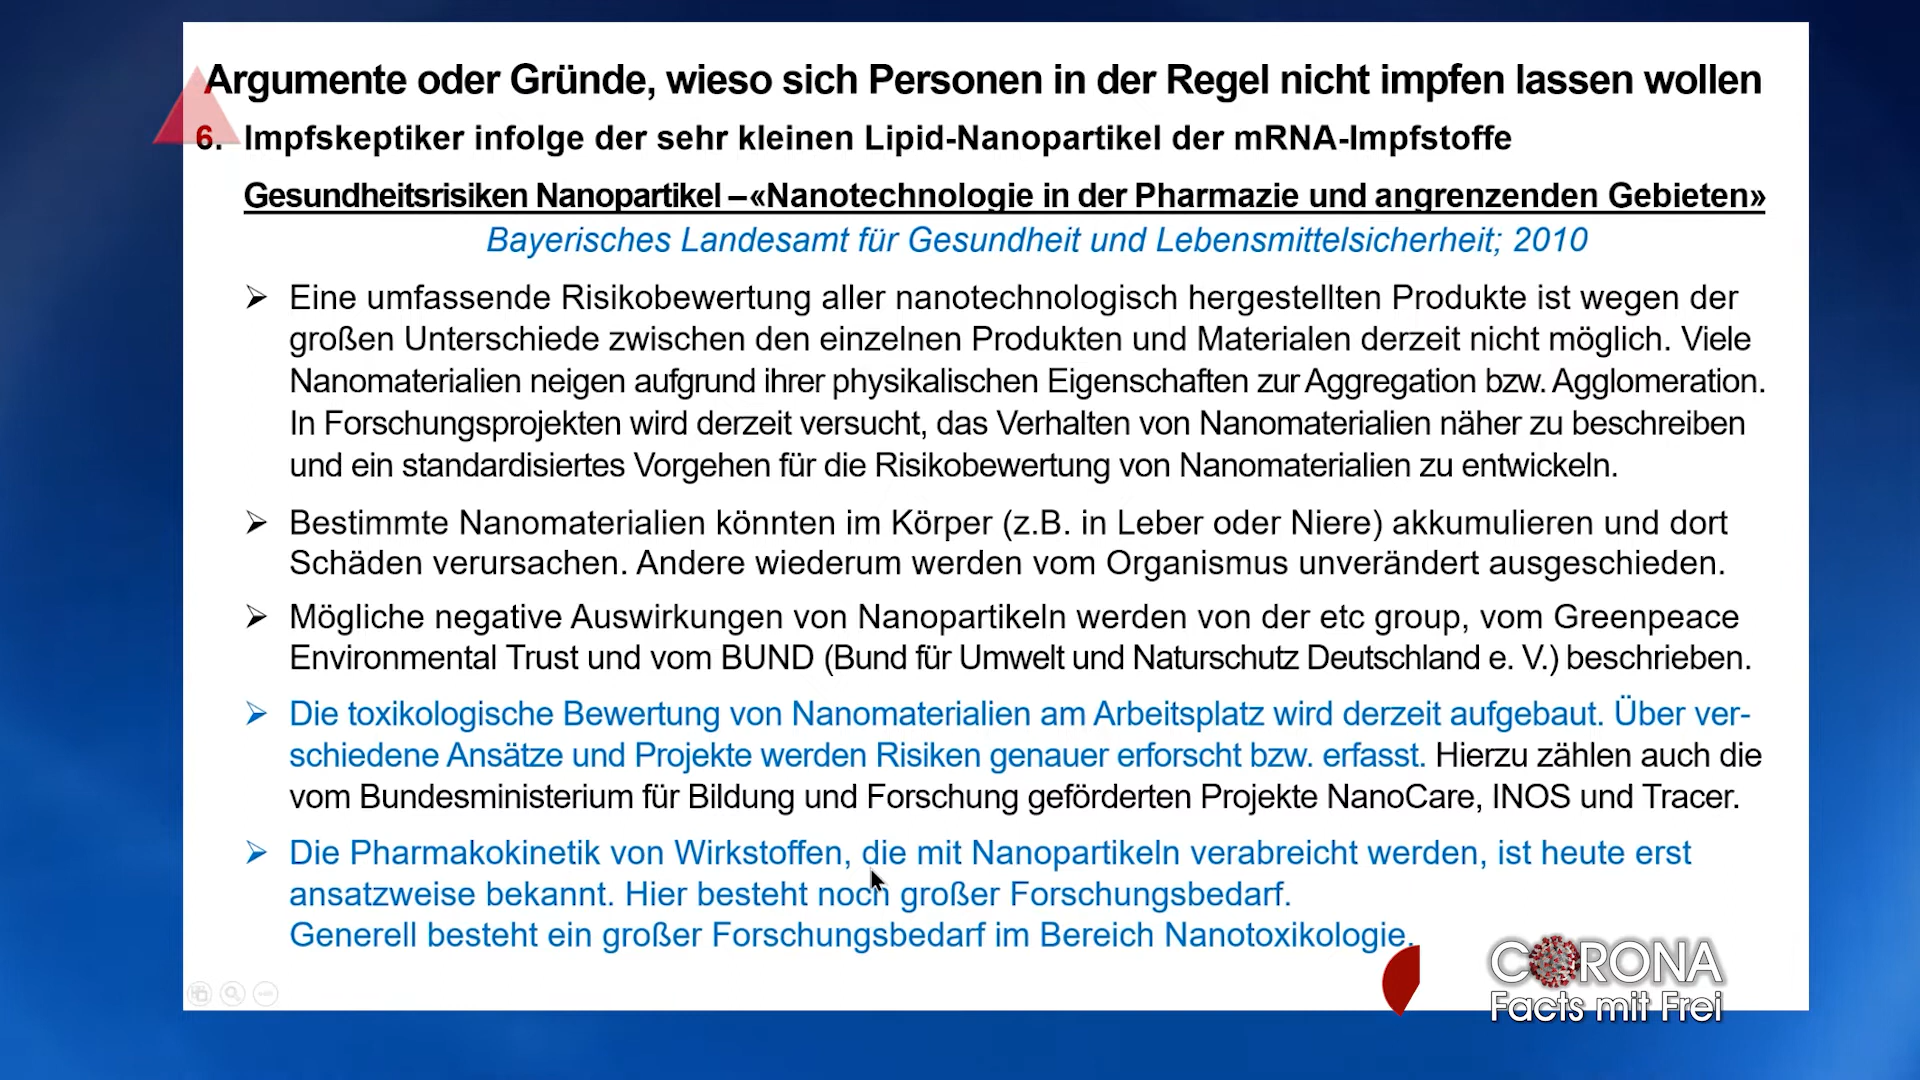 Argumente oder Gründe, wieso sich Personen in der Regel nicht impfen lassen wollen
6. Impfskeptiker infolge der sehr kleinen Lipid-Nanopartikel der mRNA-Impfstoffe
Gesundheitsrisiken Nanopartikel – «Nanotechnologie in der Pharmazie und angrenzenden Gebieten»
Bayerisches Landesamt für Gesundheit und Lebensmittelsicherheit; 2010
➢ Eine umfassende Risikobewertung aller nanotechnologisch hergestellten Produkte ist wegen der
großen Unterschiede zwischen den einzelnen Produkten und Materialen derzeit nicht möglich. Viele
Nanomaterialien neigen aufgrund ihrer physikalischen Eigenschaften zur Aggregation bzw. Agglomeration.
In Forschungsprojekten wird derzeit versucht, das Verhalten von Nanomaterialien näher zu beschreiben
und ein standardisiertes Vorgehen für die Risikobewertung von Nanomaterialien zu entwickeln.
➢ Bestimmte Nanomaterialien könnten im Körper (z.B. in Leber oder Niere) akkumulieren und dort
Schäden verursachen. Andere wiederum werden vom Organismus unverändert ausgeschieden.
➢ Mögliche negative Auswirkungen von Nanopartikeln werden von der etc group, vom Greenpeace
Environmental Trust und vom BUND (Bund für Umwelt und Naturschutz Deutschland e. V.) beschrieben.
➢ Die toxikologische Bewertung von Nanomaterialien am Arbeitsplatz wird derzeit aufgebaut. Über ver-
schiedene Ansätze und Projekte werden Risiken genauer erforscht bzw. erfasst. Hierzu zählen auch die
vom Bundesministerium für Bildung und Forschung geförderten Projekte NanoCare, INOS und Tracer.
➢ Die Pharmakokinetik von Wirkstoffen, die mit Nanopartikeln verabreicht werden, ist heute erst
ansatzweise bekannt. Hier besteht noch großer Forschungsbedarf.
Generell besteht ein großer Forschungsbedarf im Bereich Nanotoxikologie.
CORONA
Facts mit Frei